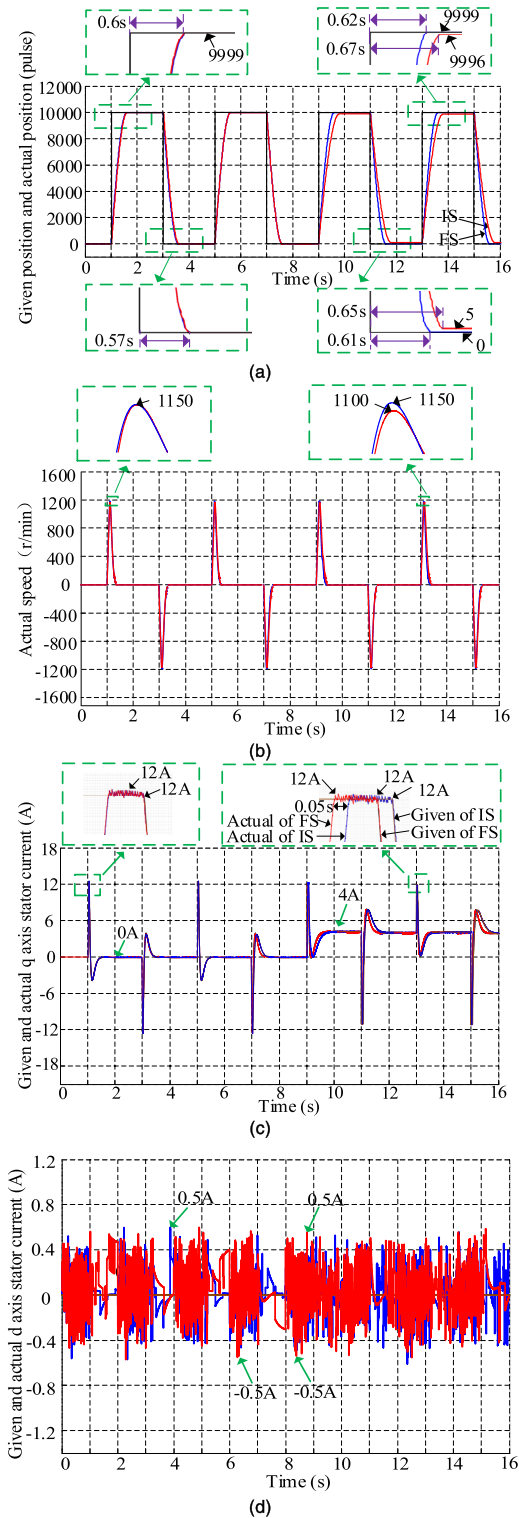 0.6s
9999
0.62s
0.67s
9999
9996
Given position and actual position (pulse)
12000
10000
8000
6000
4000
2000
0
IS
FS
0 2 4 6 8 10 12 14 16
Time (s)
0.57s
0.65s
0.61s
5
0
(a)
1150
1100
1150
Actual speed (r/min)
1600
1200
800
400
0
-400
-800
-1200
-1600
0 2 4 6 8 10 12 14 16
Time (s)
(b)
12A
12A
12A
12A
12A
0.05s
Actual of FS
Actual of IS
Given of IS
Given of FS
Given and actual q axis stator current (A)
18
12
6
0
-6
-12
-18
0A
4A
0 2 4 6 8 10 12 14 16
Time (s)
(c)
Given and actual d axis stator current (A)
1.2
0.8
0.4
0
-0.4
-0.8
-1.2
0.5A
0.5A
-0.5A
-0.5A
0 2 4 6 8 10 12 14 16
Time (s)
(d)